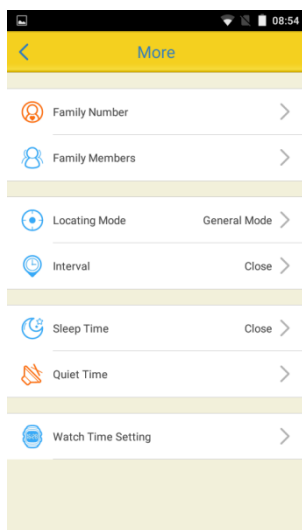 08:54
More
Family Number
Family Members
Locating Mode General Mode
Interval Close
Sleep Time Close
Quiet Time
Watch Time Setting